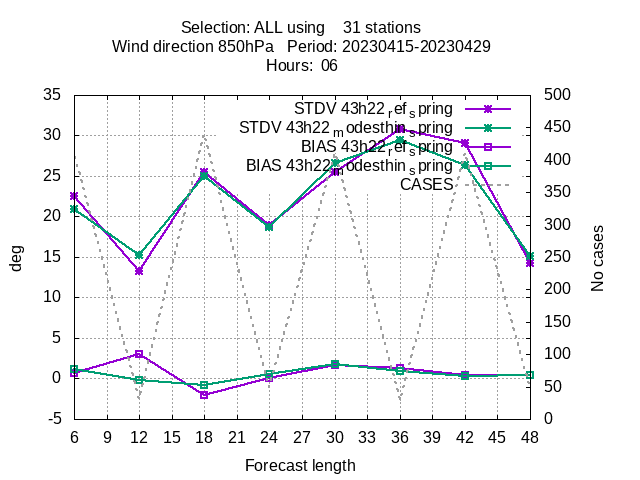 Selection: ALL using 31 stations
Wind direction 850hPa Period: 20230415-20230429
Hours: 06
STDV 43h22_ref_spring
STDV 43h22_modesthin_spring
BIAS 43h22_ref_spring
BIAS 43h22_modesthin_spring
CASES
35
30
25
20
15
10
5
0
-5
deg
500
450
400
350
300
250
200
150
100
50
0
No cases
6 9 12 15 18 21 24 27 30 33 36 39 42 45 48
Forecast length